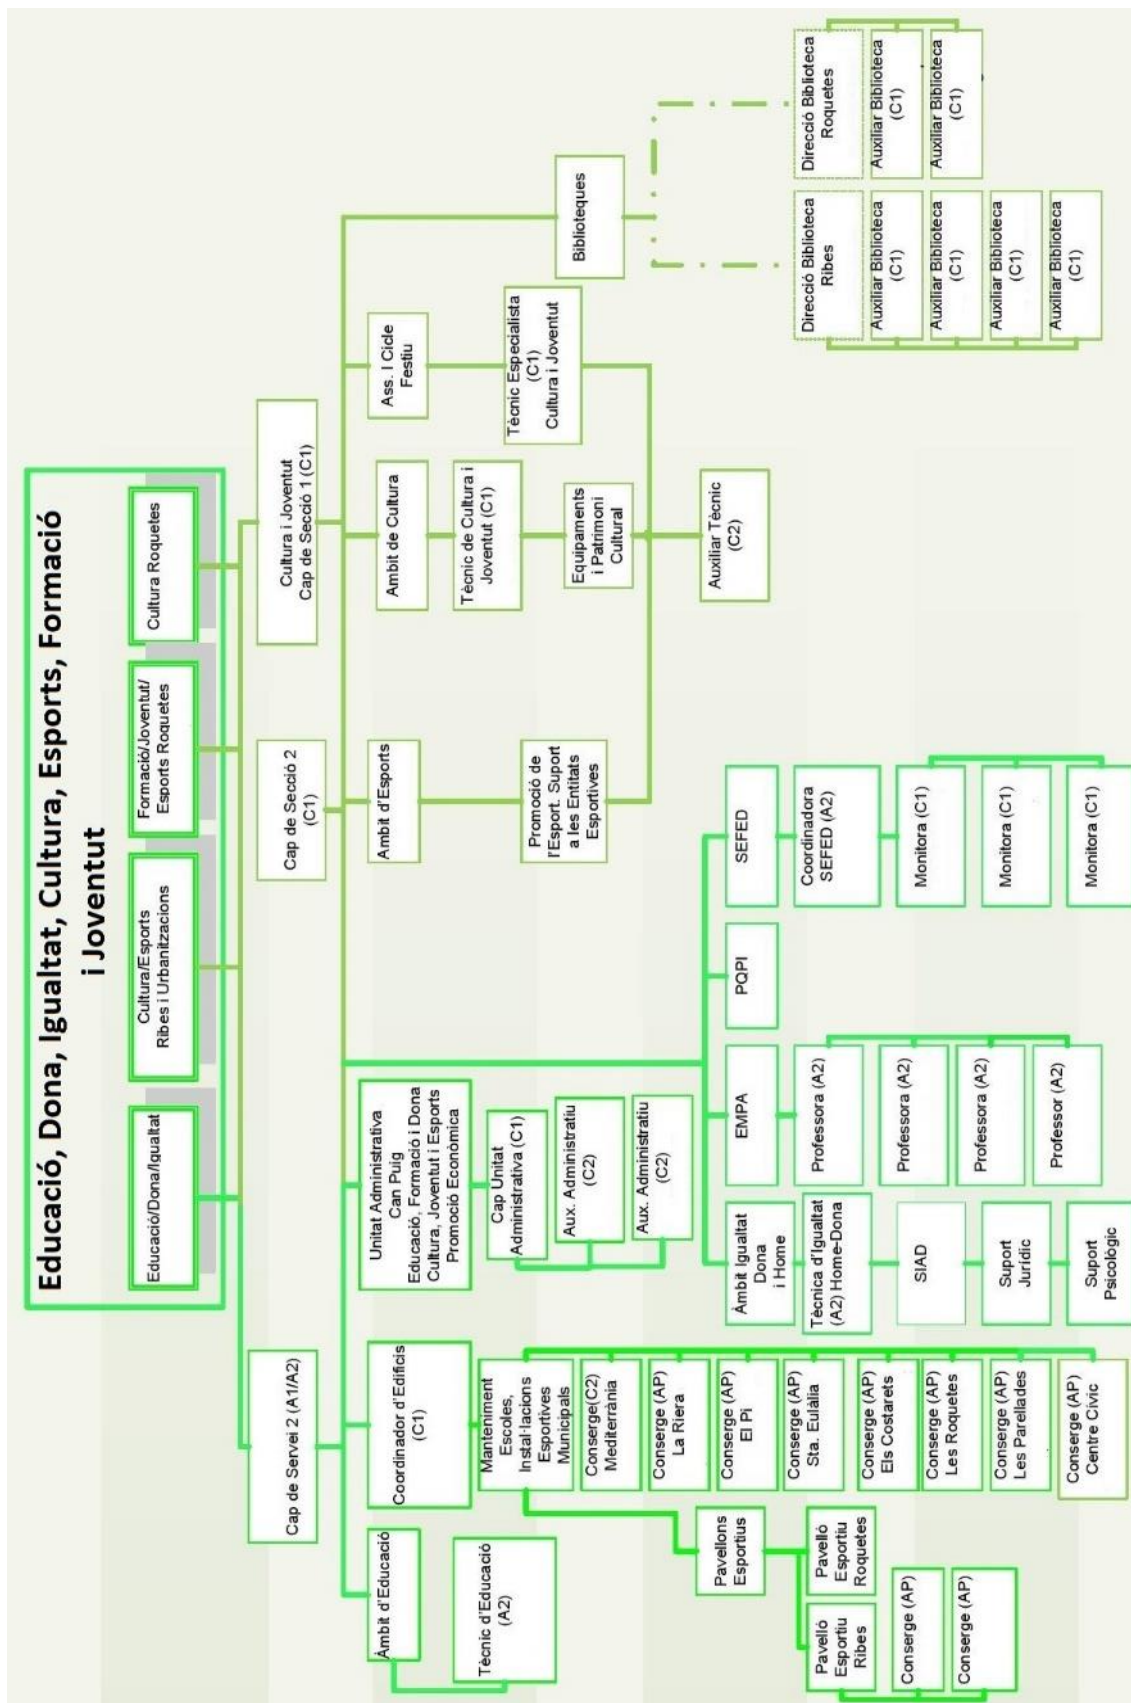 Educació, Dona, Igualtat, Cultura, Esports, Formació
i Joventut
Educació/Dona/Igualtat
Cultura/Esports
Ribes i Urbanitzacions
Formació/Joventut/
Esports Roquetes
Cultura Roquetes
Cap de Servei 2 (A1/A2)
Cap de Secció 2
(C1)
Cultura i Joventut
Cap de Secció 1 (C1)
Àmbit d'Educació
Tècnic d'Educació
(A2)
Coordinador d'Edificis
(C1)
Manteniment
Escoles,
Instal·lacions
Esportives
Municipals
Conserge(C2)
Mediterrània
Conserge (AP)
La Riera
Conserge (AP)
El Pi
Conserge (AP)
Sta. Eulàlia
Conserge (AP)
Els Costarets
Conserge (AP)
Les Roquetes
Conserge (AP)
Les Parellades
Conserge (AP)
Centre Cívic
Pavellons
Esportius
Pavelló
Esportiu
Ribes
Conserge (AP)
Conserge (AP)
Pavelló
Esportiu
Roquetes
Unitat Administrativa
Can Puig
Educació, Formació i Dona
Cultura, Joventut i Esports
Promoció Econòmica
Cap Unitat
Administrativa (C1)
Aux. Administratiu
(C2)
Aux. Administratiu
(C2)
Àmbit Igualtat
Dona
i Home
Tècnica d'Igualtat
(A2) Home-Dona
SIAD
Suport
Jurídic
Suport
Psicològic
EMPA
Professora (A2)
Professora (A2)
Professora (A2)
Professor (A2)
PQPI
SEFED
Coordinadora
SEFED (A2)
Monitora (C1)
Monitora (C1)
Monitora (C1)
Ambit d'Esports
Promoció de
l'Esport. Suport
a les Entitats
Esportives
Ambit de Cultura
Tècnic de Cultura i
Joventut (C1)
Equipaments
i Patrimoni
Cultural
Ass. I Cicle
Festiu
Tècnic Especialista
(C1)
Cultura i Joventut
Auxiliar Tècnic
(C2)
Biblioteques
Direcció Biblioteca
Ribes
Auxiliar Biblioteca
(C1)
Auxiliar Biblioteca
(C1)
Auxiliar Biblioteca
(C1)
Auxiliar Biblioteca
(C1)
Direcció Biblioteca
Roquetes
Auxiliar Biblioteca
(C1)
Auxiliar Biblioteca
(C1)